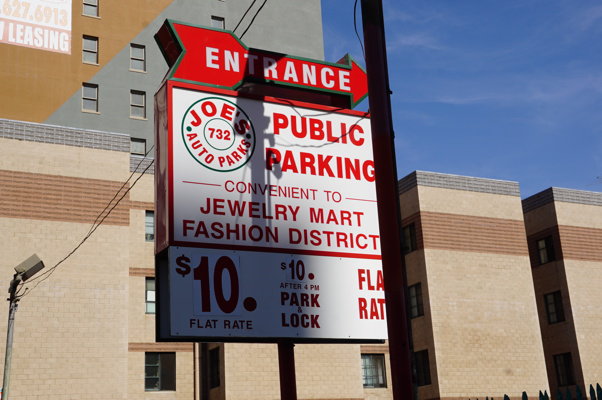 .627.6913
LEASING
ENTRANCE
JOE'S
732
AUTO PARKS
PUBLIC
PARKING
CONVENIENT TO
JEWELRY MART
FASHION DISTRICT
$10.
FLAT RATE
$10.
AFTER 4 PM
PARK
&
LOCK
FLA
RAT